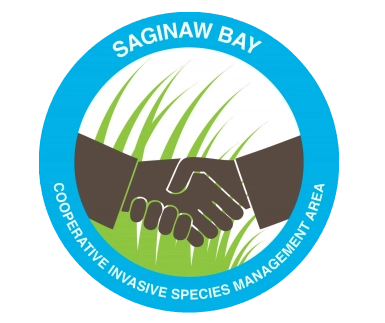 SAGINAW BAY
COOPERATIVE INVASIVE SPECIES MANAGEMENT AREA